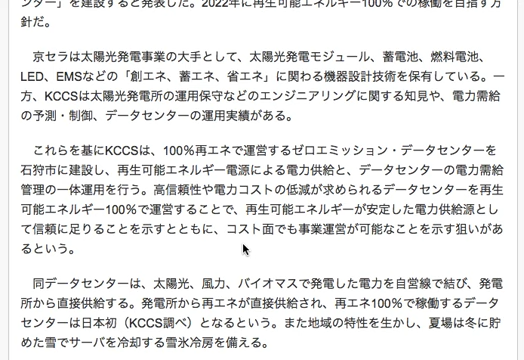 ンター」を建設すると発表した。2022年に再生可能エネルギー100％での稼働を目指す方
針だ。
京セラは太陽光発電事業の大手として、太陽光発電モジュール、蓄電池、燃料電池、
LED、EMSなどの「創エネ、蓄エネ、省エネ」に関わる機器設計技術を保有している。一
方、KCCSは太陽光発電所の運用保守などのエンジニアリングに関する知見や、電力需給
の予測・制御、データセンターの運用実績がある。
これらを基にKCCSは、100％再エネで運営するゼロエミッション・データセンターを
石狩市に建設し、再生可能エネルギー電源による電力供給と、データセンターの電力需給
管理の一体運用を行う。高信頼性や電力コストの低減が求められるデータセンターを再生
可能エネルギー100％で運営することで、再生可能エネルギーが安定した電力供給源とし
て信頼に足りることを示すとともに、コスト面でも事業運営が可能なことを示す狙いがあ
るという。
同データセンターは、太陽光、風力、バイオマスで発電した電力を自営線で結び、発電
所から直接供給する。発電所から再エネが直接供給され、再エネ100％で稼働するデータ
センターは日本初（KCCS調べ）となるという。また地域の特性を生かし、夏場は冬に貯
めた雪でサーバを冷却する雪氷冷房を備える。